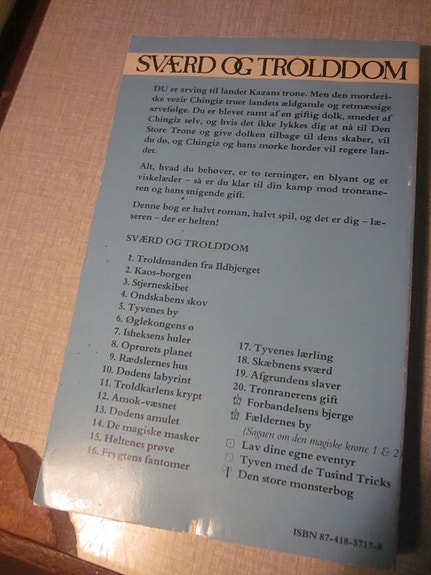 SVÆRD OG TROLDDOM
DU er arving til landet Kazans trone. Men den morderi-
ske vezir Chingiz truer landets ældgamle og retmæssige
arvefølge. Du er blevet ramt af en giftig dolk, smedet af
Chingiz selv, og hvis det ikke lykkes dig at nå til Den
Store Trone og give dolken tilbage til dens skaber, vil
du dø, og Chingiz og hans mørke horder vil regere lan-
det.
Alt, hvad du behøver, er to terninger, en blyant og et
viskelæder – så er du klar til din kamp mod tronrane-
ren og hans snigende gift.
Denne bog er halvt roman, halvt spil, og det er dig – læ-
seren – der er helten!
SVÆRD OG TROLDDOM
1. Troldmanden fra Ildbjerget
2. Kaos-borgen
3. Stjerneskibet
4. Ondskabens skov
5. Tyvenes by
6. Øglekongens ø
7. Isheksens huler
8. Oprørets planet
9. Rædslernes hus
10. Dødens labyrint
11. Troldkarlens krypt
12. Amok-væsnet
13. Dødens amulet
14. De magiske masker
15. Heltenes prøve
16. Frygtens fantomer
17. Tyvenes lærling
18. Skæbnens sværd
19. Afgrundens slaver
20. Tronranerens gift
Forbandelsens bjerge
Fældernes by
(Sagaen om den magiske krone 1 & 2)
Lav dine egne eventyr
Tyven med de Tusind Tricks
Den store monsterbog
ISBN 87-418-5717-8